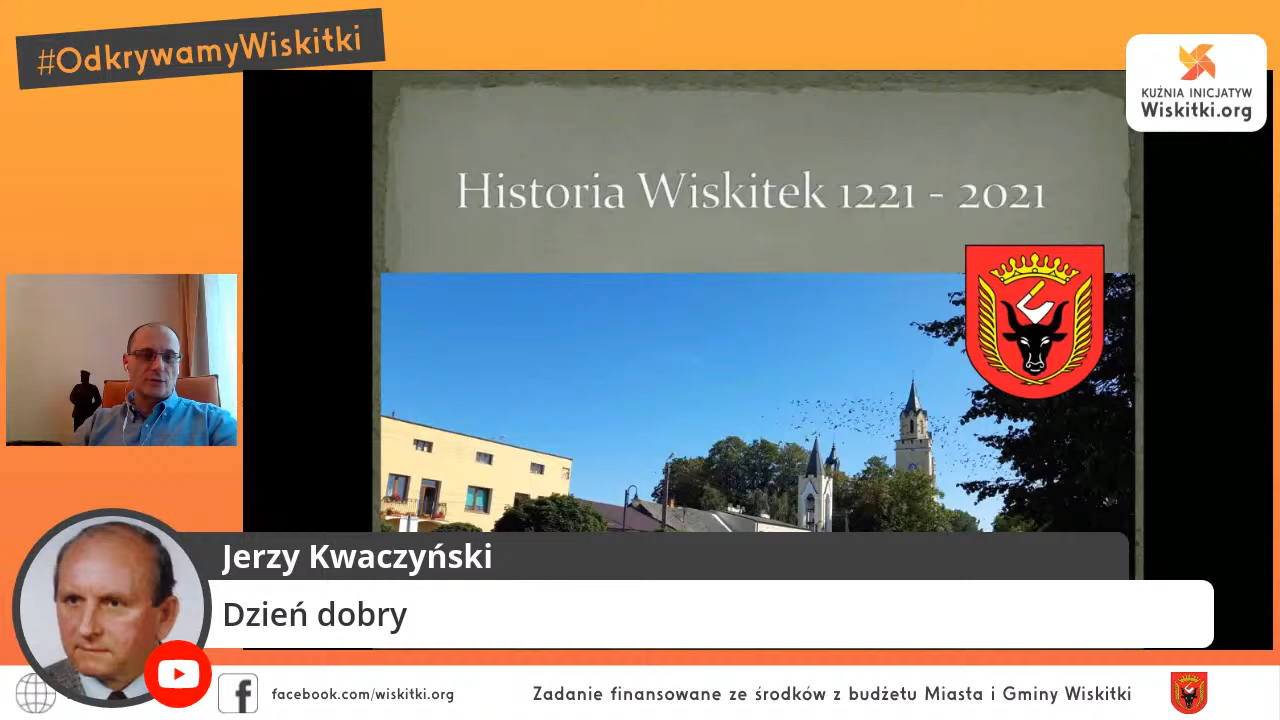 #OdkrywamyWiskitki
KUŹNIA INICJATYW
Wiskitki.org
Historia Wiskitek 1221 - 2021
Jerzy Kwaczyński
Dzień dobry
facebook.com/wiskitki.org
Zadanie finansowane ze środków z budżetu Miasta i Gminy Wiskitki